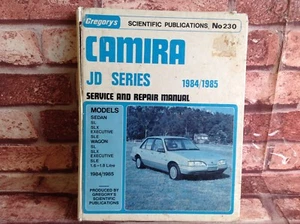 Gregory's
SCIENTIFIC PUBLICATIONS, No 230
CAMIRA
JD SERIES 1984/1985
SERVICE AND REPAIR MANUAL
MODELS
SEDAN
SL
SLX
EXECUTIVE
SLE
WAGON
SL
SLX
EXECUTIVE
SLE
1.6-1.8 Litre
1984/1985
PRODUCED BY
GREGORY'S
SCIENTIFIC
PUBLICATIONS